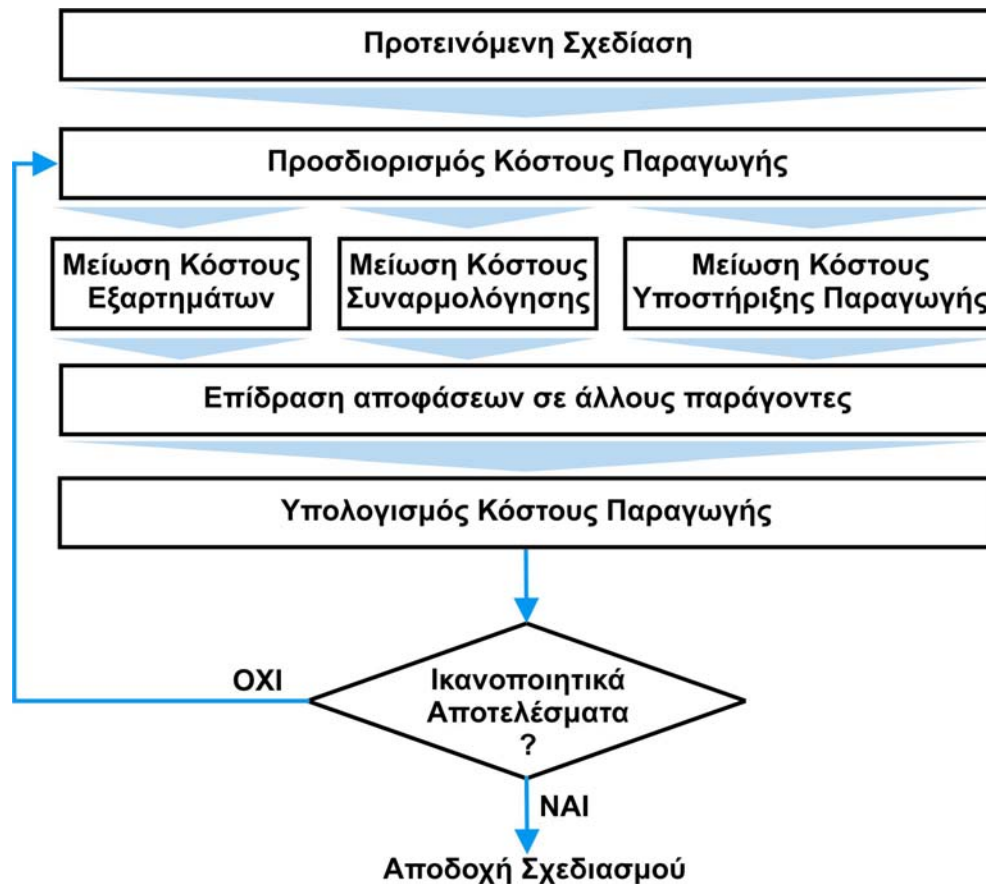 Προτεινόμενη Σχεδίαση
Προσδιορισμός Κόστους Παραγωγής
Μείωση Κόστους
Εξαρτημάτων
Μείωση Κόστους
Συναρμολόγησης
Μείωση Κόστους
Υποστήριξης Παραγωγής
Επίδραση αποφάσεων σε άλλους παράγοντες
Υπολογισμός Κόστους Παραγωγής
ΟΧΙ
Ικανοποιητικά
Αποτελέσματα
?
ΝΑΙ
Αποδοχή Σχεδιασμού